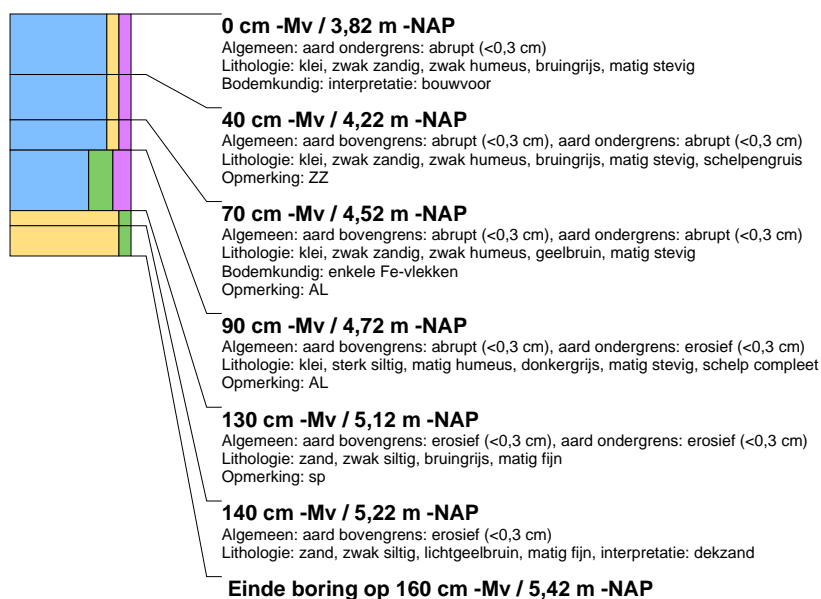 0 cm -Mv / 3,82 m -NAP
Algemeen: aard ondergrens: abrupt (<0,3 cm)
Lithologie: klei, zwak zandig, zwak humeus, bruingrijs, matig stevig
Bodemkundig: interpretatie: bouwvoor
40 cm -Mv / 4,22 m -NAP
Algemeen: aard bovengrens: abrupt (<0,3 cm), aard ondergrens: abrupt (<0,3 cm)
Lithologie: klei, zwak zandig, zwak humeus, bruingrijs, matig stevig, schelpengruis
Opmerking: ZZ
70 cm -Mv / 4,52 m -NAP
Algemeen: aard bovengrens: abrupt (<0,3 cm), aard ondergrens: abrupt (<0,3 cm)
Lithologie: klei, zwak zandig, zwak humeus, geelbruin, matig stevig
Bodemkundig: enkele Fe-vlekken
Opmerking: AL
90 cm -Mv / 4,72 m -NAP
Algemeen: aard bovengrens: abrupt (<0,3 cm), aard ondergrens: erosief (<0,3 cm)
Lithologie: klei, sterk siltig, matig humeus, donkergrijs, matig stevig, schelp compleet
Opmerking: AL
130 cm -Mv / 5,12 m -NAP
Algemeen: aard bovengrens: erosief (<0,3 cm), aard ondergrens: erosief (<0,3 cm)
Lithologie: zand, zwak siltig, bruingrijs, matig fijn
Opmerking: sp
140 cm -Mv / 5,22 m -NAP
Algemeen: aard bovengrens: erosief (<0,3 cm)
Lithologie: zand, zwak siltig, lichtgeelbruin, matig fijn, interpretatie: dekzand
Einde boring op 160 cm -Mv / 5,42 m -NAP